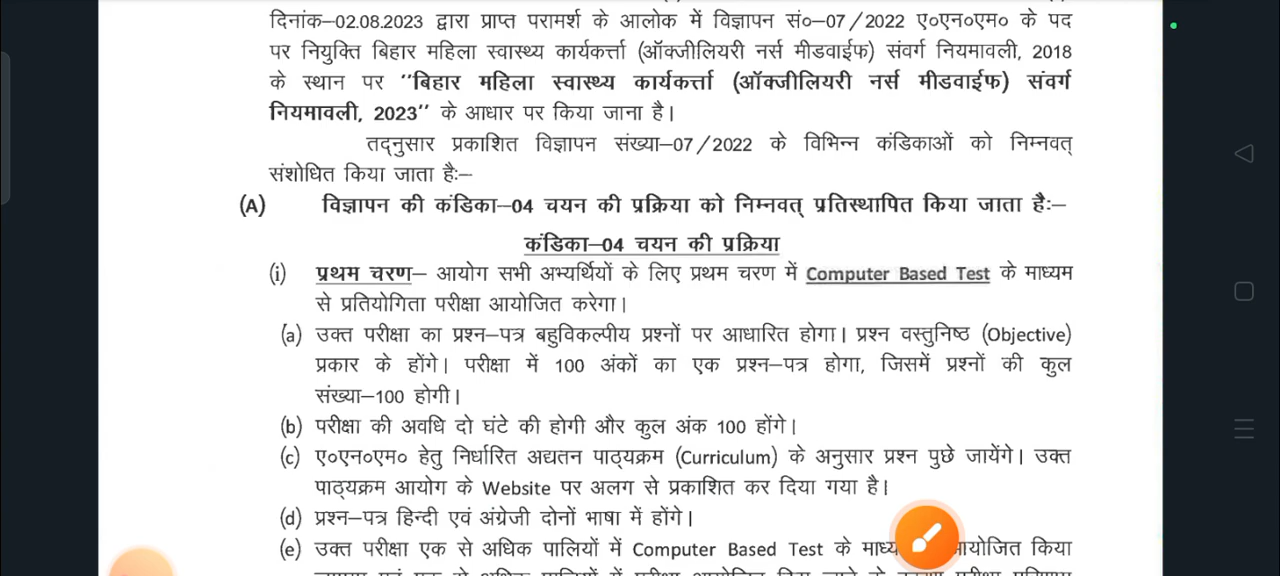 दिनांक–02.08.2023 द्वारा प्राप्त परामर्श के आलोक में विज्ञापन सं०–07/2022 ए०एन०एम० के पद
पर नियुक्ति बिहार महिला स्वास्थ्य कार्यकर्त्ता (ऑक्जीलियरी नर्स मीडवाईफ) संवर्ग नियमावली, 2018
के स्थान पर ''बिहार महिला स्वास्थ्य कार्यकर्त्ता (ऑक्जीलियरी नर्स मीडवाईफ) संवर्ग
नियमावली, 2023'' के आधार पर किया जाना है।
तद्नुसार प्रकाशित विज्ञापन संख्या–07/2022 के विभिन्न कंडिकाओं को निम्नवत्
संशोधित किया जाता हैः–
(A) विज्ञापन की कंडिका–04 चयन की प्रक्रिया को निम्नवत् प्रतिस्थापित किया जाता हैः–
कंडिका–04 चयन की प्रक्रिया
(i) प्रथम चरण– आयोग सभी अभ्यर्थियों के लिए प्रथम चरण में Computer Based Test के माध्यम
से प्रतियोगिता परीक्षा आयोजित करेगा।
(a) उक्त परीक्षा का प्रश्न–पत्र बहुविकल्पीय प्रश्नों पर आधारित होगा। प्रश्न वस्तुनिष्ठ (Objective)
प्रकार के होंगे। परीक्षा में 100 अंकों का एक प्रश्न–पत्र होगा, जिसमें प्रश्नों की कुल
संख्या–100 होगी।
(b) परीक्षा की अवधि दो घंटे की होगी और कुल अंक 100 होंगे।
(c) ए०एन०एम० हेतु निर्धारित अद्यतन पाठ्यक्रम (Curriculum) के अनुसार प्रश्न पुछे जायेंगे। उक्त
पाठ्यक्रम आयोग के Website पर अलग से प्रकाशित कर दिया गया है।
(d) प्रश्न–पत्र हिन्दी एवं अंग्रेजी दोनों भाषा में होंगे।
(e) उक्त परीक्षा एक से अधिक पालियों में Computer Based Test के किया